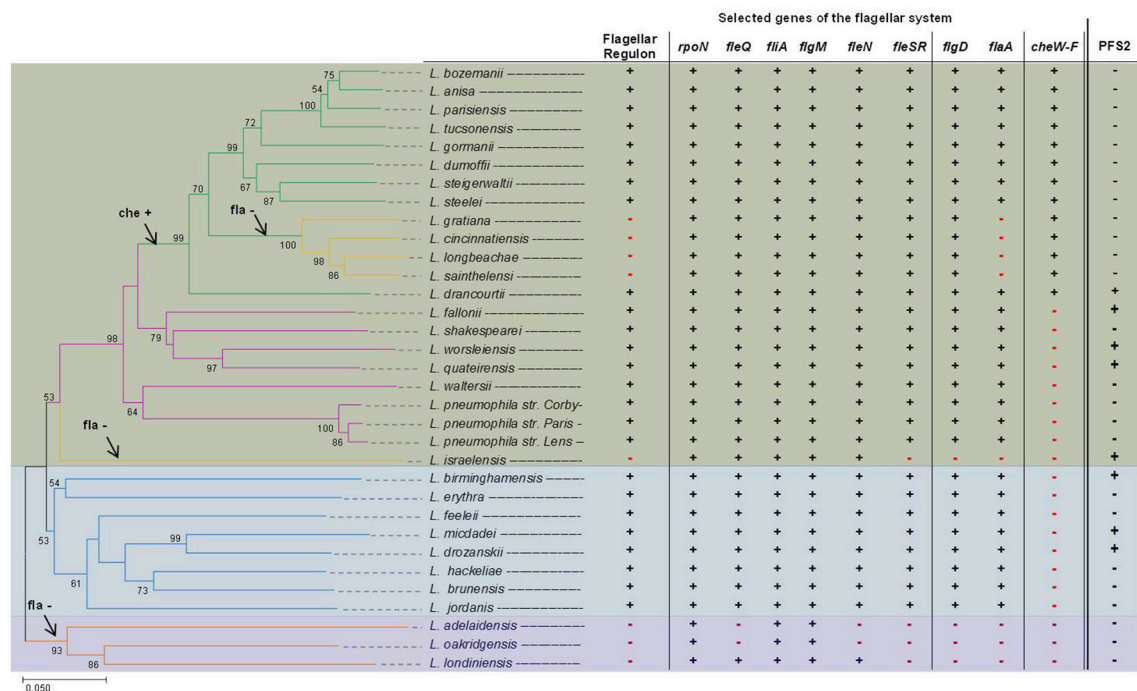 Selected genes of the flagellar system
Flagellar Regulon rpoN fleQ fliA flgM fleN fleSR flgD flaA cheW-F PFS2
75 L. bozemanii + + + + + + + + + + -
54 L. anisa + + + + + + + + + + -
100 L. parisiensis + + + + + + + + + + -
72 L. tucsonensis + + + + + + + + + + -
99 L. gormanii + + + + + + + + + + -
67 L. dumoffii + + + + + + + + + + -
70 L. steigerwaltii + + + + + + + + + + -
87 L. steelei + + + + + + + + + + -
che + fla - L. gratiana - + + + + + + + - + -
99 100 L. cincinnatiensis - + + + + + + + - + -
98 L. longbeachae - + + + + + + + - + -
86 L. sainthelensi - + + + + + + + - + -
L. drancourtii + + + + + + + + + + +
L. fallonii + + + + + + + + + - +
98 79 L. shakespearei + + + + + + + + + - -
L. worsleiensis + + + + + + + + + - +
97 L. quateirensis + + + + + + + + + - +
L. waltersii + + + + + + + + + - -
53 64 L. pneumophila str. Corby + + + + + + + + + - -
100 L. pneumophila str. Paris + + + + + + + + + - -
fla - 86 L. pneumophila str. Lens + + + + + + + + + - -
L. israelensis - + + + + + - - - - +
54 L. birminghamensis + + + + + + + + + - +
L. erythra + + + + + + + + + - -
L. feeleii + + + + + + + + + - -
53 99 L. micdadei + + + + + + + + + - +
L. drozanskii + + + + + + + + + - +
61 L. hackeliae + + + + + + + + + - -
73 L. brunensis + + + + + + + + + - -
fla - L. jordanis + + + + + + + + + - -
L. adelaidensis - + - + + - - - - - -
93 L. oakridgensis - + - + + - - - - - -
86 L. londiniensis - + + + + + - - - - -
0.050